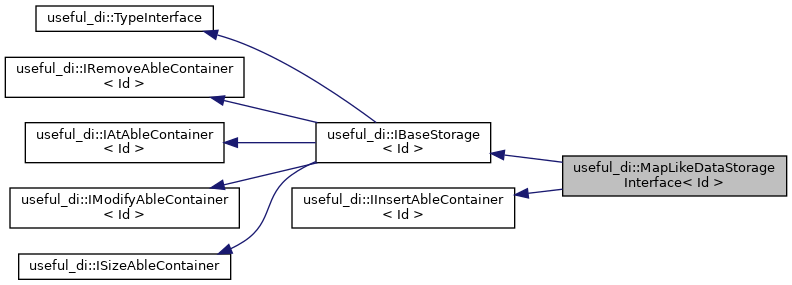 useful_di::TypeInterface
useful_di::IRemoveAbleContainer
< Id >
useful_di::IAtAbleContainer
< Id >
useful_di::IModifyAbleContainer
< Id >
useful_di::ISizeAbleContainer
useful_di::IBaseStorage
< Id >
useful_di::IInsertAbleContainer
< Id >
useful_di::MapLikeDataStorage
Interface< Id >